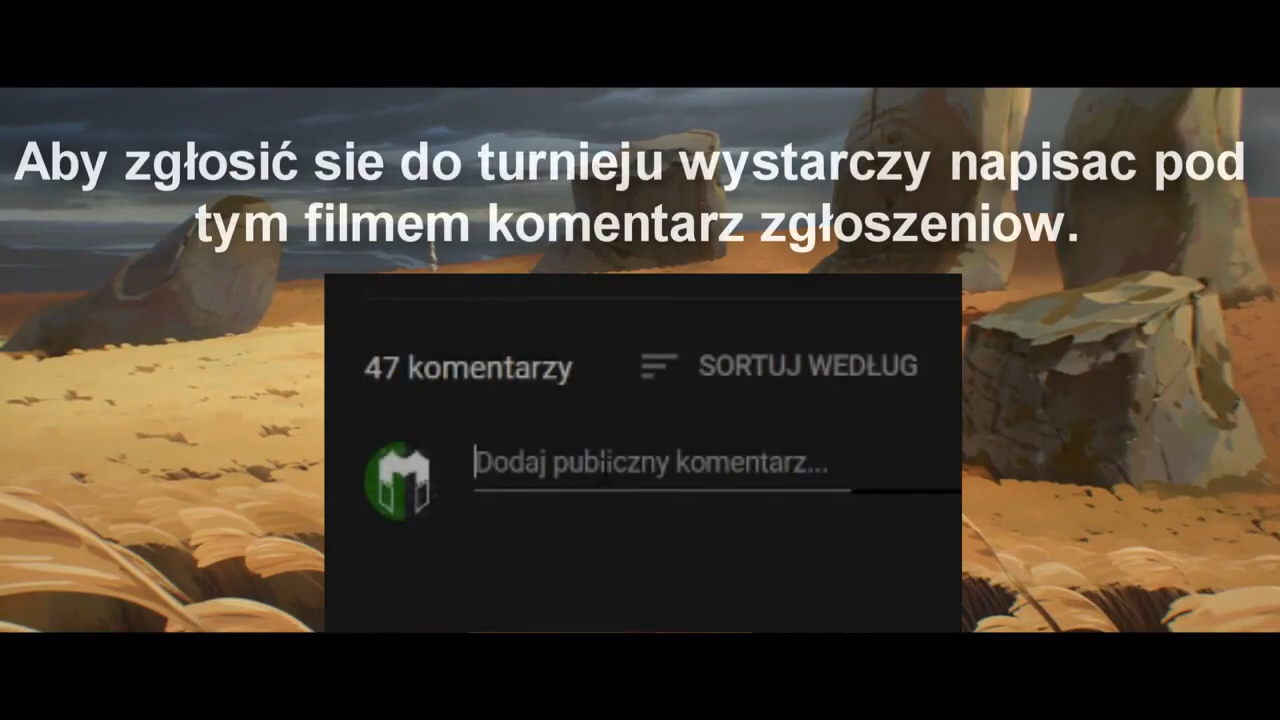 Aby zgłosić sie do turnieju wystarczy napisac pod
tym filmem komentarz zgłoszeniow.
47 komentarzy SORTUJ WEDŁUG
Dodaj publiczny komentarz...